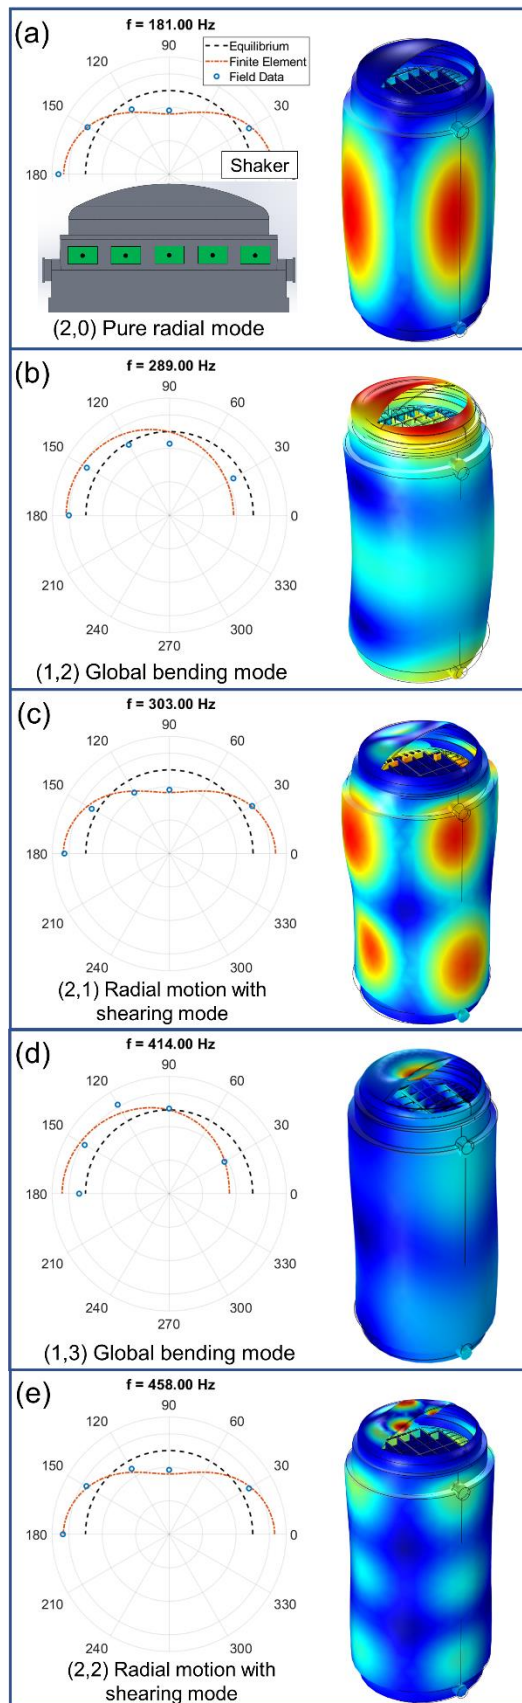 (a)
f = 181.00 Hz
90
Equilibrium
Finite Element
Field Data
120
150
30
180
Shaker
(2,0) Pure radial mode
(b)
f = 289.00 Hz
90
120
60
150
30
180
0
210
330
240
300
270
(1,2) Global bending mode
(c)
f = 303.00 Hz
90
120
60
150
30
180
0
210
330
240
300
270
(2,1) Radial motion with
shearing mode
(d)
f = 414.00 Hz
90
120
60
150
30
180
0
210
330
240
300
270
(1,3) Global bending mode
(e)
f = 458.00 Hz
90
120
60
150
30
180
0
210
330
240
300
270
(2,2) Radial motion with
shearing mode